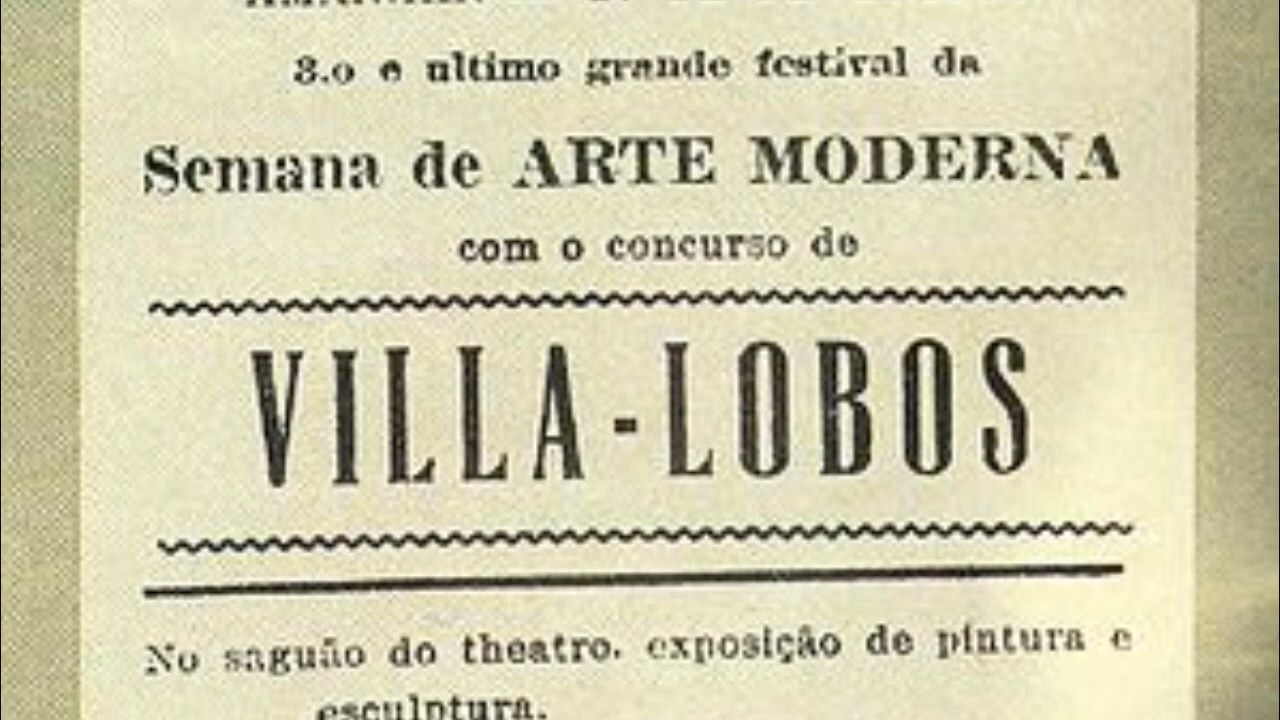 3.o e ultimo grande festival da
Semana de ARTE MODERNA
com o concurso de
VILLA-LOBOS
No saguão do theatro, exposição de pintura e
esculptura.